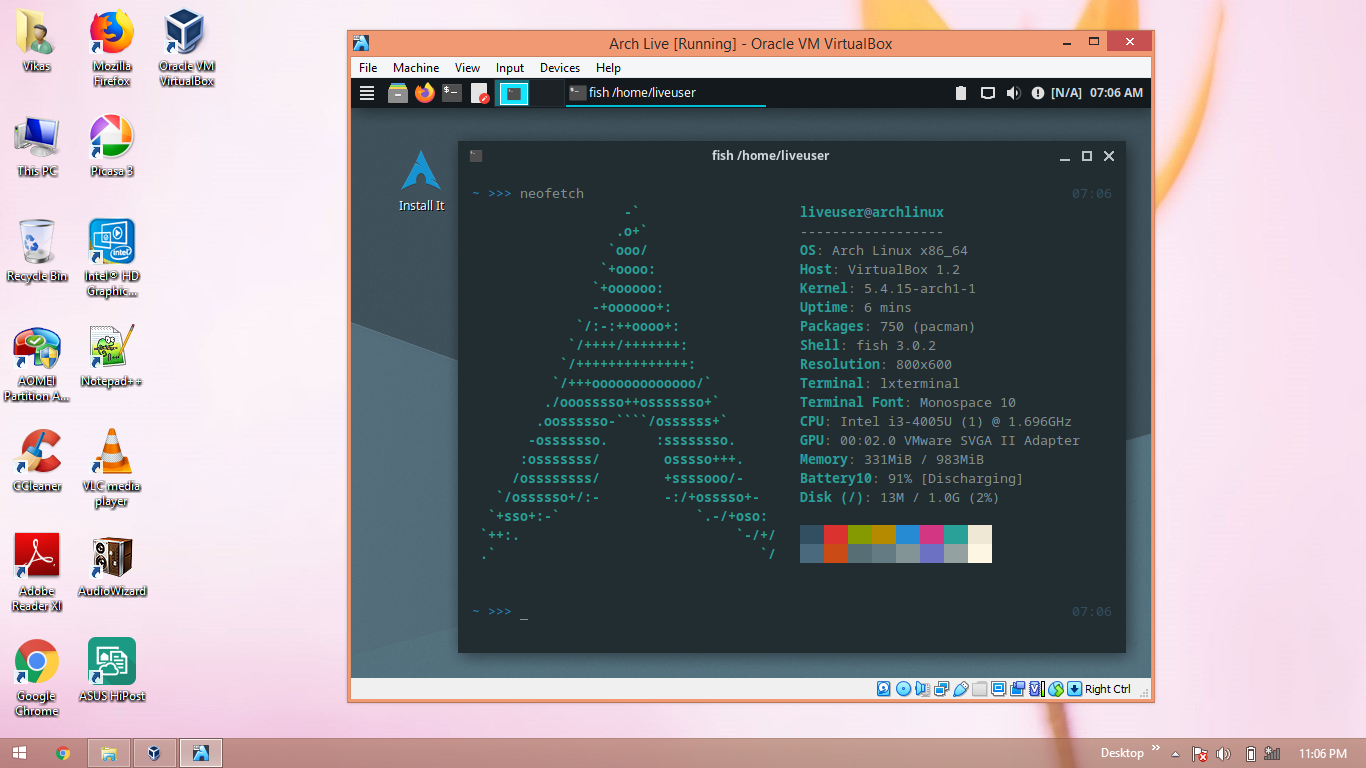 Vikas
Mozilla
Firefox
Oracle VM
VirtualBox
This PC
Picasa 3
Recycle Bin
Intel® HD
Graphic...
AOMEI
Partition A...
Notepad++
CCleaner
VLC media
player
Adobe
Reader XI
AudioWizard
Google
Chrome
ASUS HiPost
Arch Live [Running] - Oracle VM VirtualBox
File Machine View Input Devices Help
fish /home/liveuser
[N/A] 07:06 AM
Install It
fish /home/liveuser
~ >>> neofetch 07:06
-` liveuser@archlinux
.o+` ------------------
`ooo/ OS: Arch Linux x86_64
`+oooo: Host: VirtualBox 1.2
`+oooooo: Kernel: 5.4.15-arch1-1
-+oooooo+: Uptime: 6 mins
`/:-:++oooo+: Packages: 750 (pacman)
`/++++/+++++++: Shell: fish 3.0.2
`/++++++++++++++: Resolution: 800x600
`/+++ooooooooooooo/` Terminal: lxterminal
./ooosssso++osssssso+` Terminal Font: Monospace 10
.oossssso-````/ossssss+` CPU: Intel i3-4005U (1) @ 1.696GHz
-osssssso. :ssssssso. GPU: 00:02.0 VMware SVGA II Adapter
:osssssss/ osssso+++. Memory: 331MiB / 983MiB
/ossssssss/ +ssssooo/- Battery10: 91% [Discharging]
`/ossssso+/:- -:/+osssso+- Disk (/): 13M / 1.0G (2%)
`+sso+:-` `.-/+oso:
`++:. `-/+/
.` `/
~ >>> _ 07:06
Right Ctrl
Desktop
11:06 PM